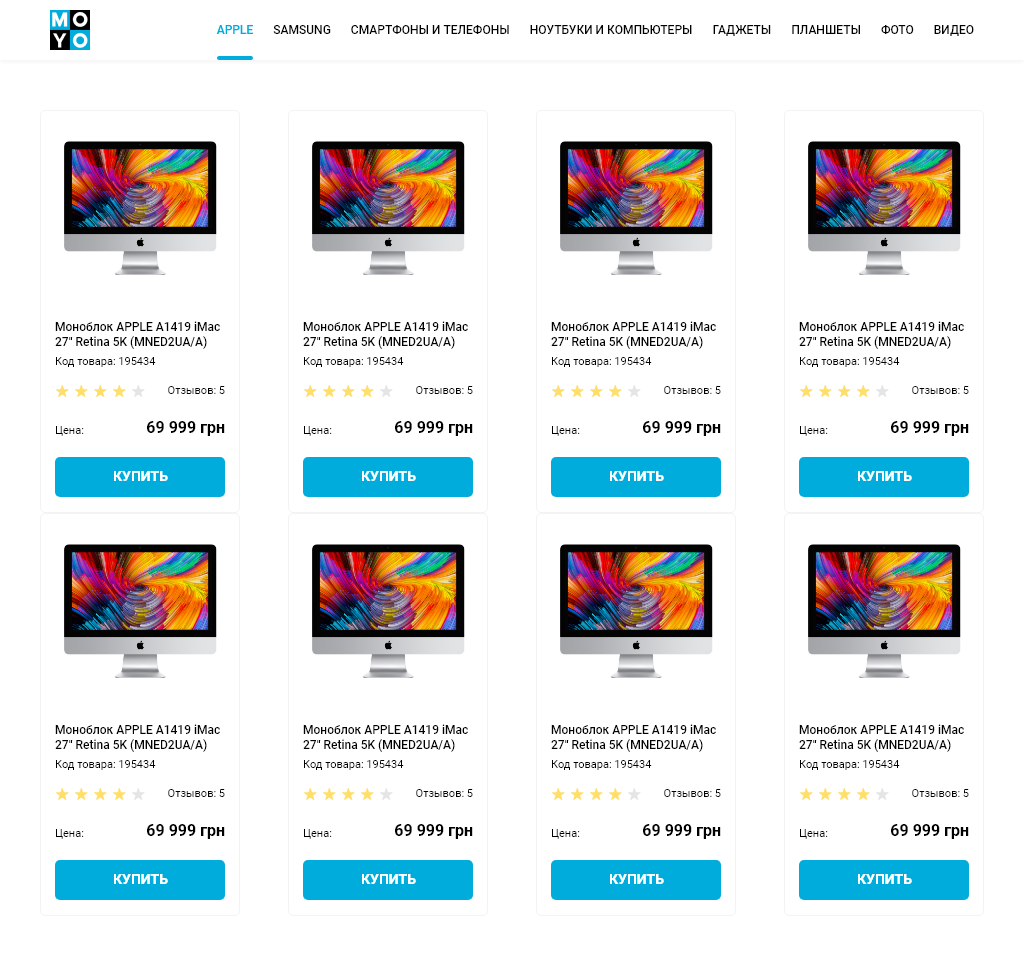 MO
YO
APPLE SAMSUNG СМАРТФОНЫ И ТЕЛЕФОНЫ НОУТБУКИ И КОМПЬЮТЕРЫ ГАДЖЕТЫ ПЛАНШЕТЫ ФОТО ВИДЕО
Моноблок APPLE A1419 iMac
27" Retina 5K (MNED2UA/A)
Код товара: 195434
Отзывов: 5
Цена: 69 999 грн
КУПИТЬ
Моноблок APPLE A1419 iMac
27" Retina 5K (MNED2UA/A)
Код товара: 195434
Отзывов: 5
Цена: 69 999 грн
КУПИТЬ
Моноблок APPLE A1419 iMac
27" Retina 5K (MNED2UA/A)
Код товара: 195434
Отзывов: 5
Цена: 69 999 грн
КУПИТЬ
Моноблок APPLE A1419 iMac
27" Retina 5K (MNED2UA/A)
Код товара: 195434
Отзывов: 5
Цена: 69 999 грн
КУПИТЬ
Моноблок APPLE A1419 iMac
27" Retina 5K (MNED2UA/A)
Код товара: 195434
Отзывов: 5
Цена: 69 999 грн
КУПИТЬ
Моноблок APPLE A1419 iMac
27" Retina 5K (MNED2UA/A)
Код товара: 195434
Отзывов: 5
Цена: 69 999 грн
КУПИТЬ
Моноблок APPLE A1419 iMac
27" Retina 5K (MNED2UA/A)
Код товара: 195434
Отзывов: 5
Цена: 69 999 грн
КУПИТЬ
Моноблок APPLE A1419 iMac
27" Retina 5K (MNED2UA/A)
Код товара: 195434
Отзывов: 5
Цена: 69 999 грн
КУПИТЬ